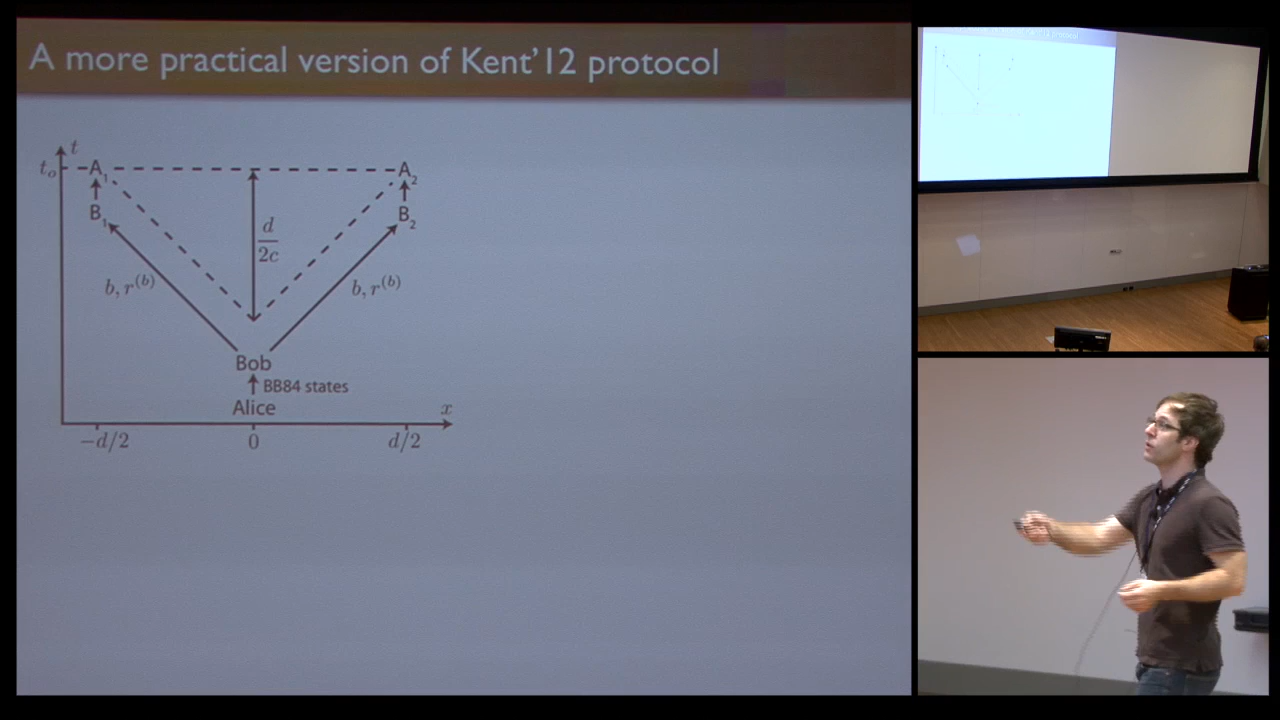 A more practical version of Kent'12 protocol
t
t₀ A₁ A₂
B₁ B₂
d/2c
b, r⁽ᵇ⁾ b, r⁽ᵇ⁾
Bob
BB84 states
Alice x
−d/2 0 d/2